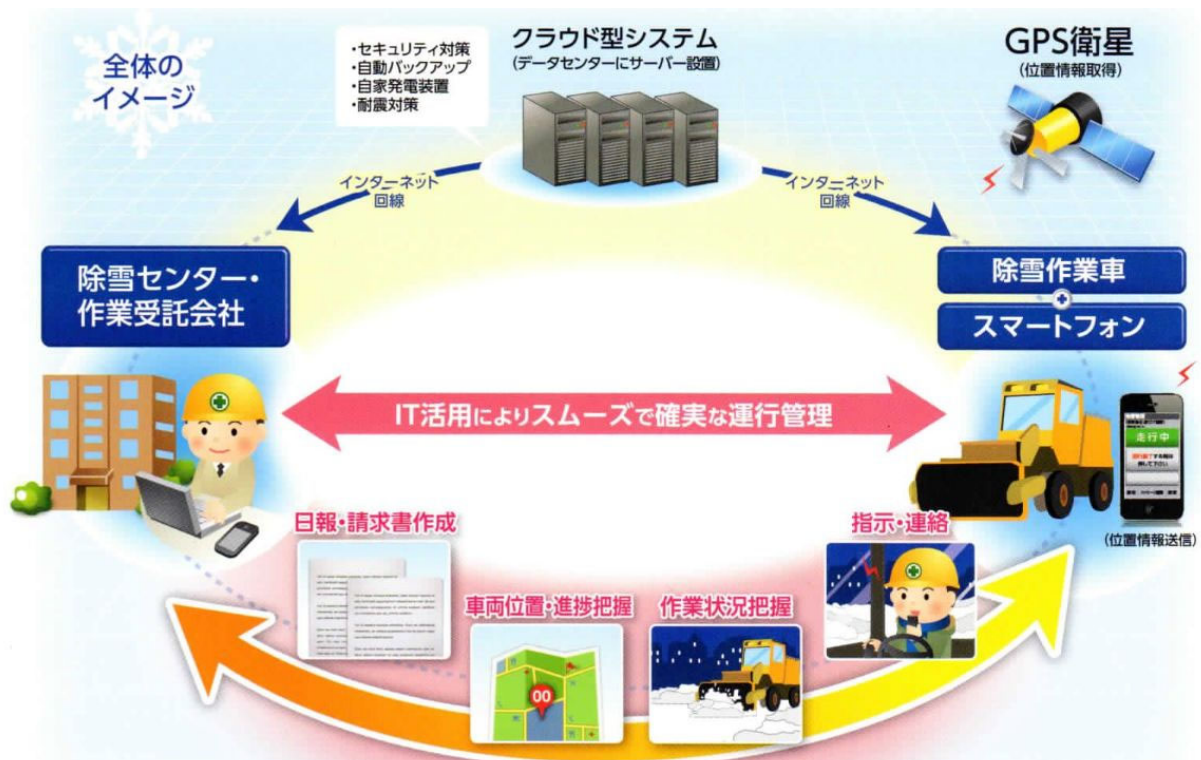 全体の
イメージ
・セキュリティ対策
・自動バックアップ
・自家発電装置
・耐震対策
クラウド型システム
(データセンターにサーバー設置)
GPS衛星
(位置情報取得)
インターネット
回線
インターネット
回線
除雪センター・
作業受託会社
除雪作業車
スマートフォン
IT活用によりスムーズで確実な運行管理
走行中
押して下さい
(位置情報送信)
日報・請求書作成
指示・連絡
車両位置・進捗把握
作業状況把握
00